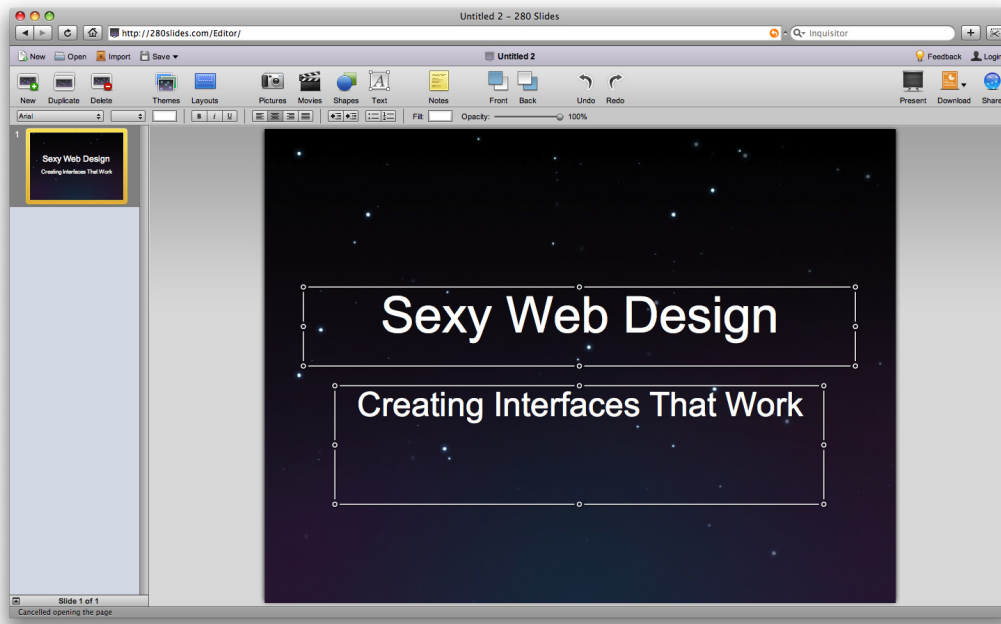 Untitled 2 – 280 Slides
http://280slides.com/Editor/
Inquisitor
New Open Import Save Untitled 2 Feedback Login
New Duplicate Delete Themes Layouts Pictures Movies Shapes Text Notes Front Back Undo Redo Present Download Share
Arial B I U Fill: Opacity: 100%
1
Sexy Web Design
Creating Interfaces That Work
Sexy Web Design
Creating Interfaces That Work
Slide 1 of 1
Cancelled opening the page